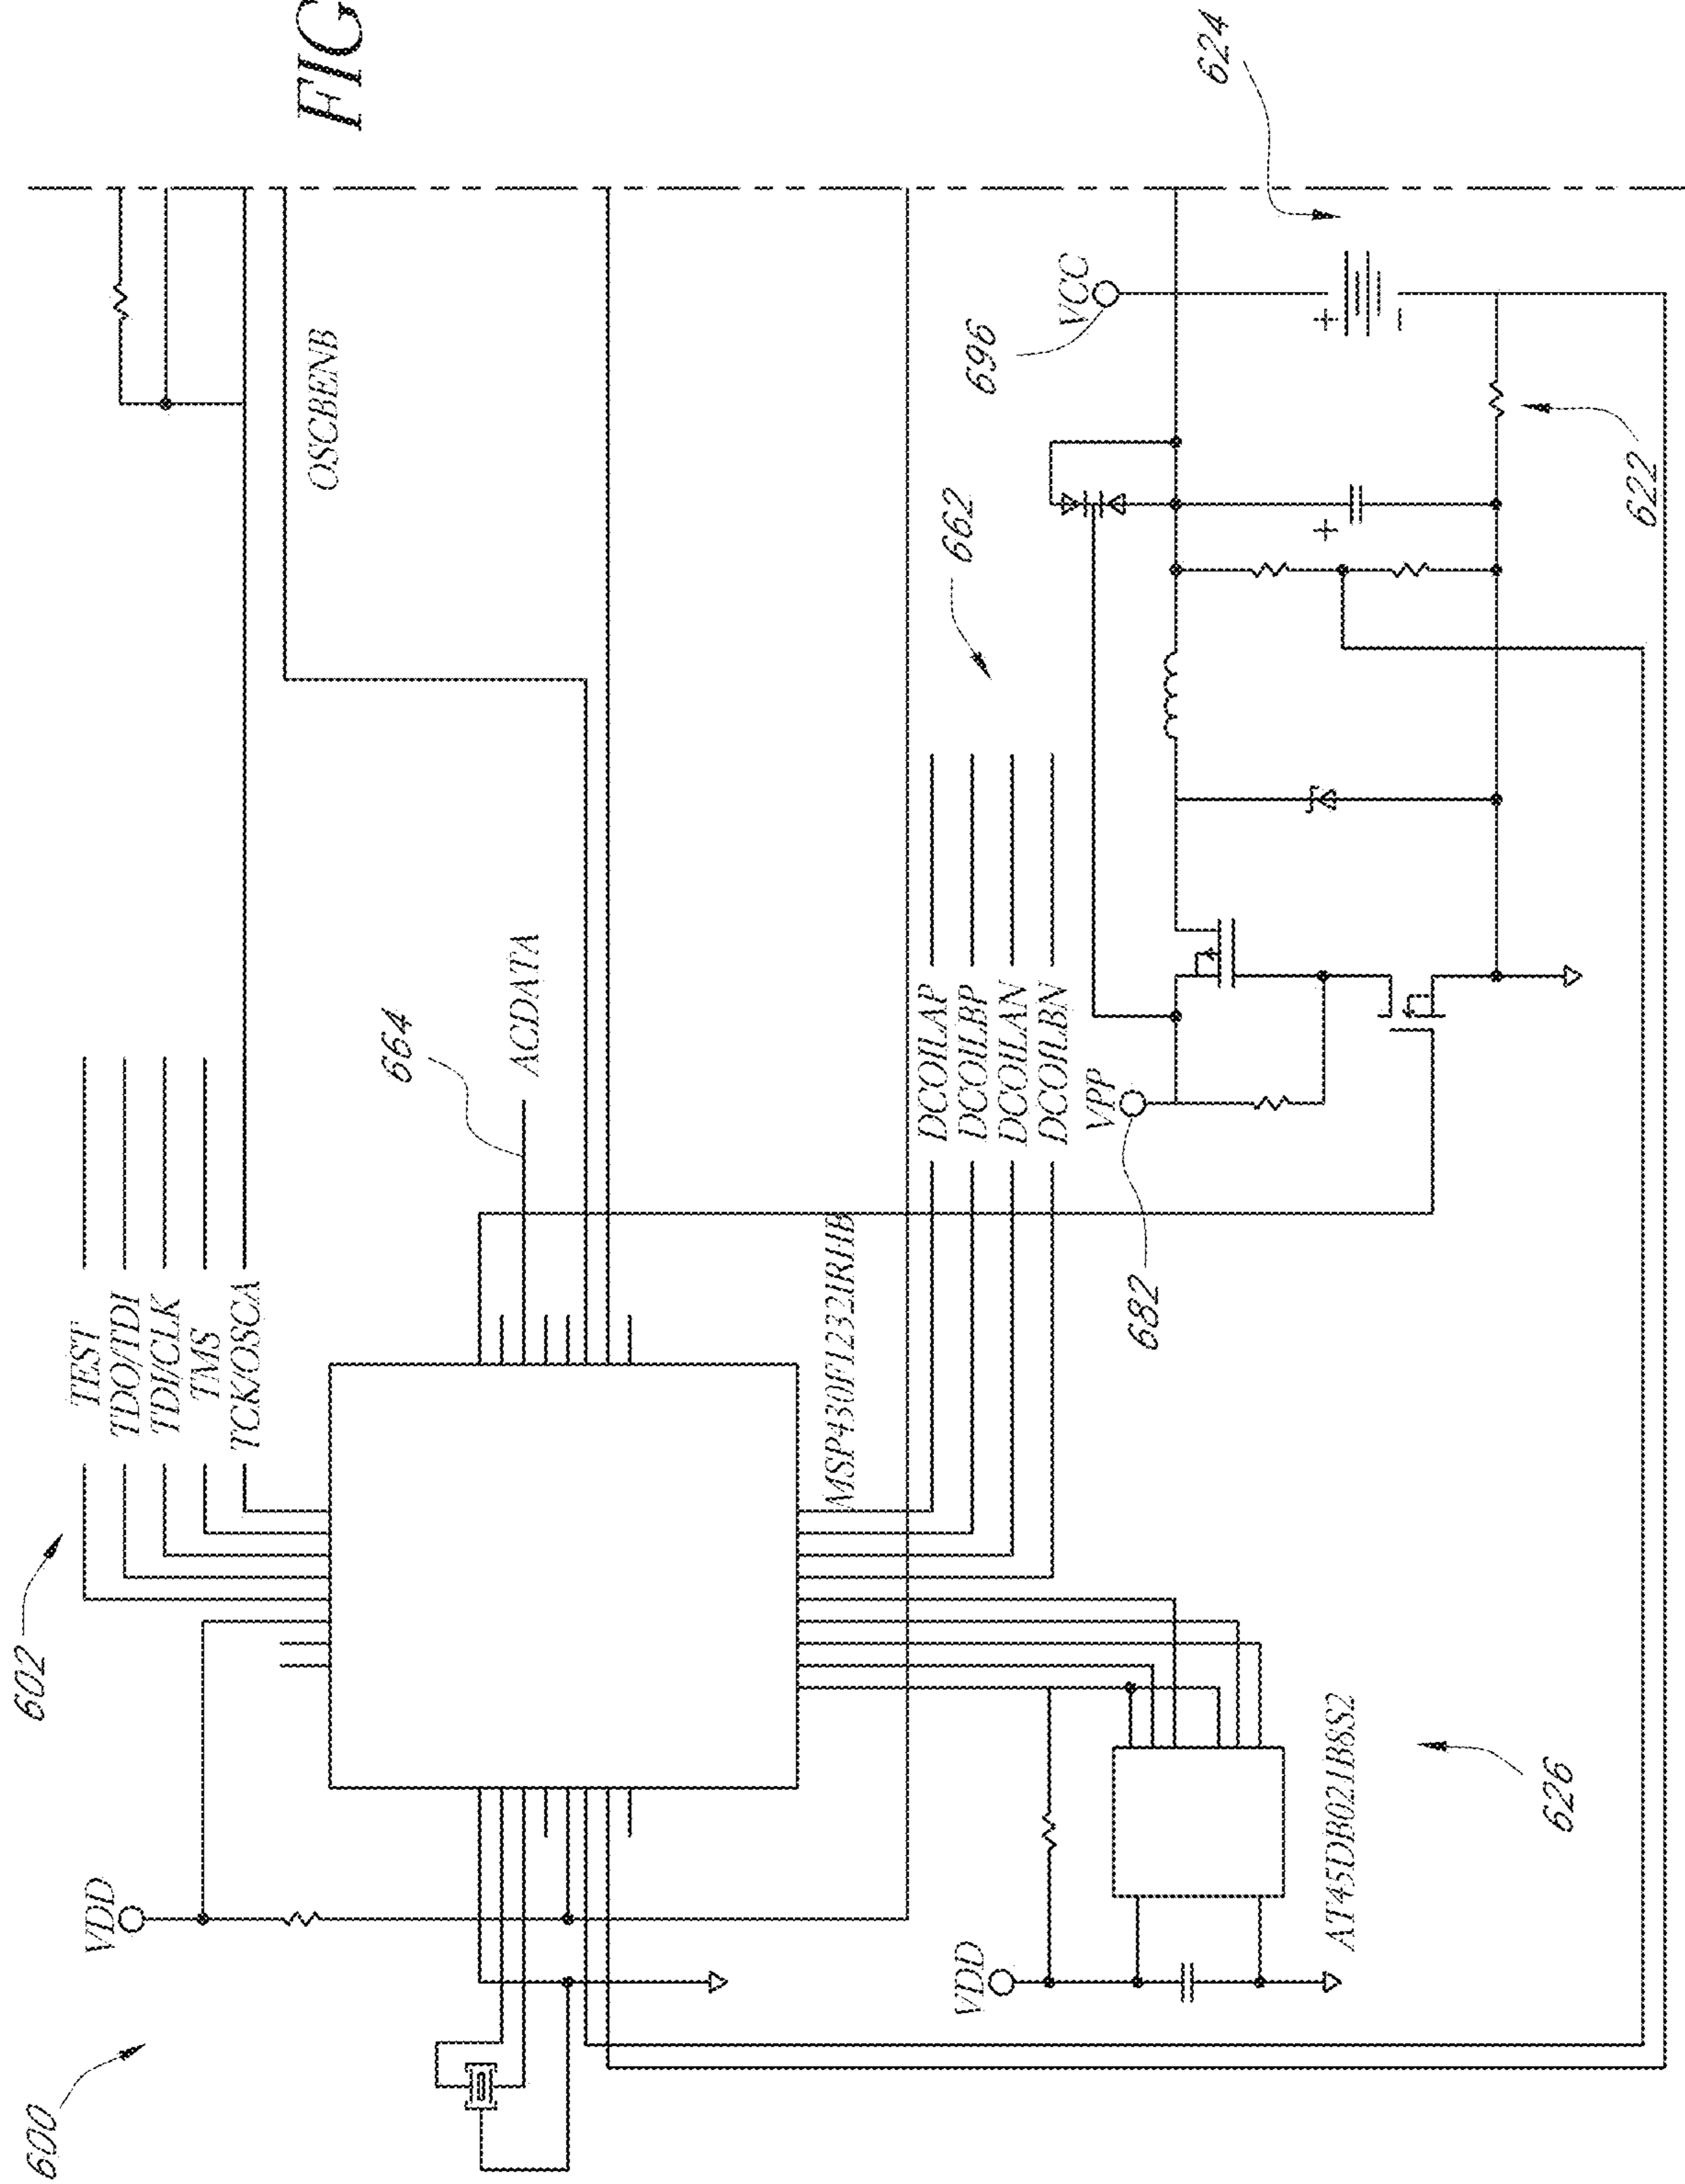 FIG
600
602
TEST
TDO/TDI
TDI/CLK
TMS
TCK/OSCA
OSCBENB
VDD
664
ACDATA
MSP430F1232IRHB
662
DCOILAP
DCOILBP
DCOILAN
DCOILBN
696
VCC
+
-
624
VPP
682
+
622
VDD
AT45DB021B8S2
626